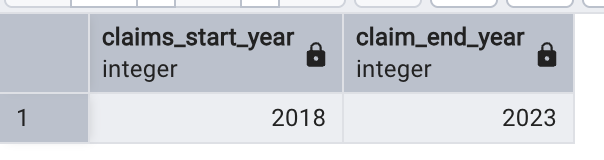 claims_start_year claim_end_year
integer integer
1 2018 2023